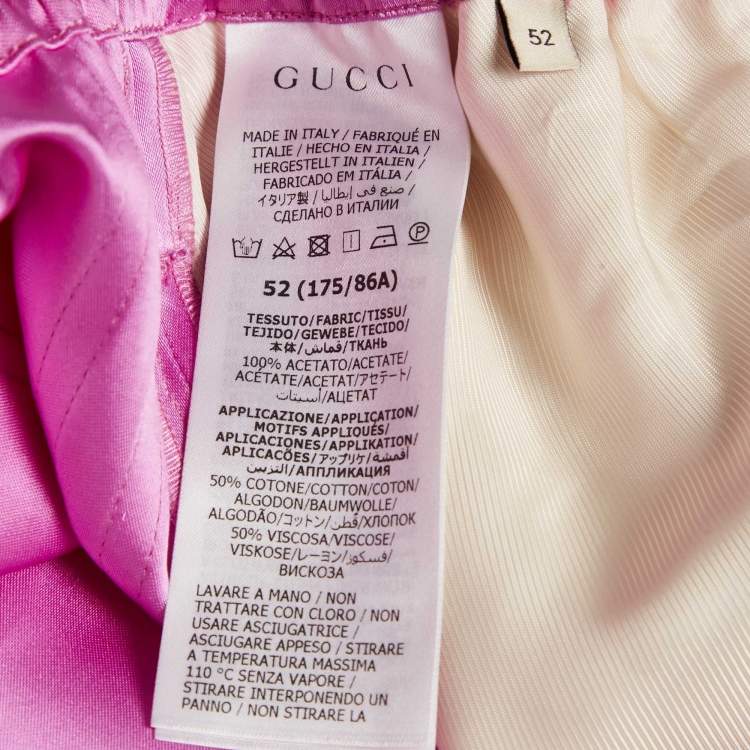 52
GUCCI
MADE IN ITALY / FABRIQUÉ EN
ITALIE / HECHO EN ITALIA /
HERGESTELLT IN ITALIEN /
FABRICADO EM ITÁLIA /
イタリア製 / صنع في إيطاليا /
СДЕЛАНО В ИТАЛИИ
52 (175/86A)
TESSUTO/FABRIC/TISSU/
TEJIDO/GEWEBE/TECIDO/
本体/قماش/ТКАНЬ
100% ACETATO/ACETATE/
ACÉTATE/ACETAT/アセテート/
أسيتات/АЦЕТАТ
APPLICAZIONE/APPLICATION/
MOTIFS APPLIQUÉS/
APLICACIONES/APPLIKATION/
APLICACÕES/アップリケ/أقمشة
التزيين/АППЛИКАЦИЯ
50% COTONE/COTTON/COTON/
ALGODON/BAUMWOLLE/
ALGODÃO/コットン/قطن/ХЛОПОК
50% VISCOSA/VISCOSE/
VISKOSE/レーヨン/فسكوز/
ВИСКОЗА
LAVARE A MANO / NON
TRATTARE CON CLORO / NON
USARE ASCIUGATRICE /
ASCIUGARE APPESO / STIRARE
A TEMPERATURA MASSIMA
110 °C SENZA VAPORE /
STIRARE INTERPONENDO UN
PANNO / NON STIRARE LA